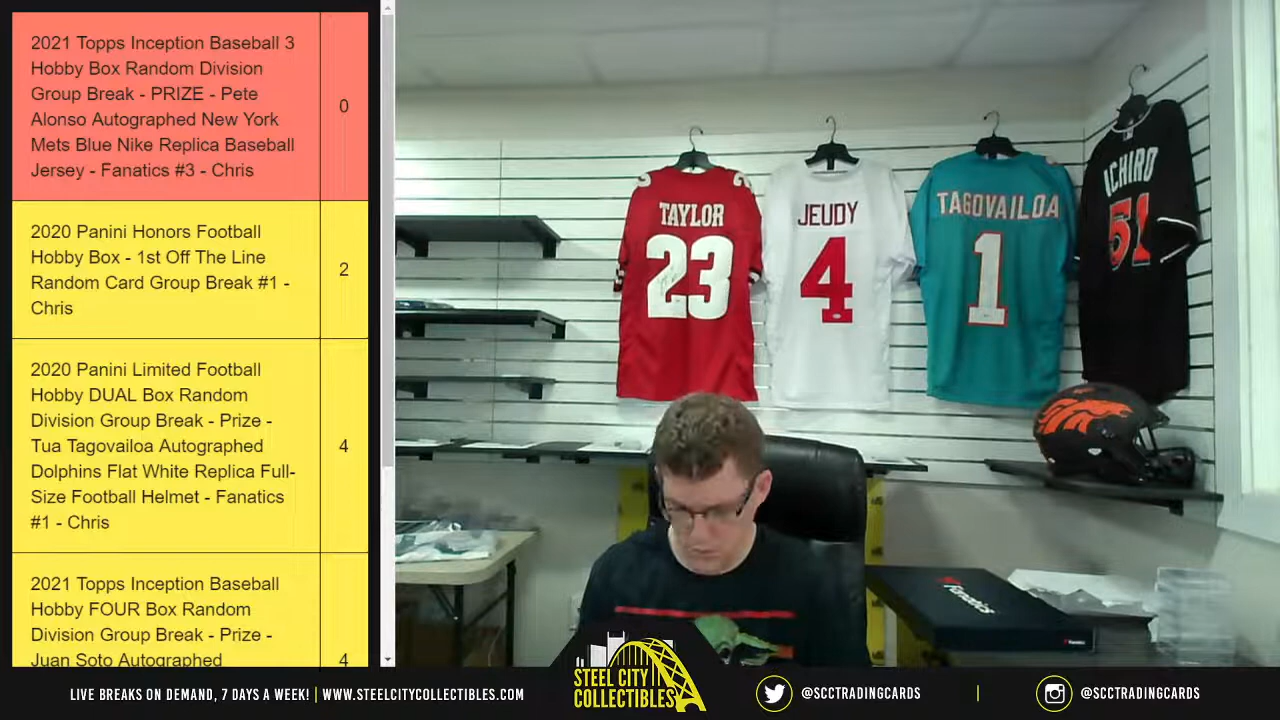 2021 Topps Inception Baseball 3
Hobby Box Random Division
Group Break - PRIZE - Pete
Alonso Autographed New York
Mets Blue Nike Replica Baseball
Jersey - Fanatics #3 - Chris
0
2020 Panini Honors Football
Hobby Box - 1st Off The Line
Random Card Group Break #1 -
Chris
2
2020 Panini Limited Football
Hobby DUAL Box Random
Division Group Break - Prize -
Tua Tagovailoa Autographed
Dolphins Flat White Replica Full-
Size Football Helmet - Fanatics
#1 - Chris
4
2021 Topps Inception Baseball
Hobby FOUR Box Random
Division Group Break - Prize -
Juan Soto Autographed
4
TAYLOR
23
JEUDY
4
TAGOVAILOA
1
ICHIRO
51
Fanatics
LIVE BREAKS ON DEMAND, 7 DAYS A WEEK! | WWW.STEELCITYCOLLECTIBLES.COM
STEEL CITY
COLLECTIBLES
@SCCTRADINGCARDS
@SCCTRADINGCARDS